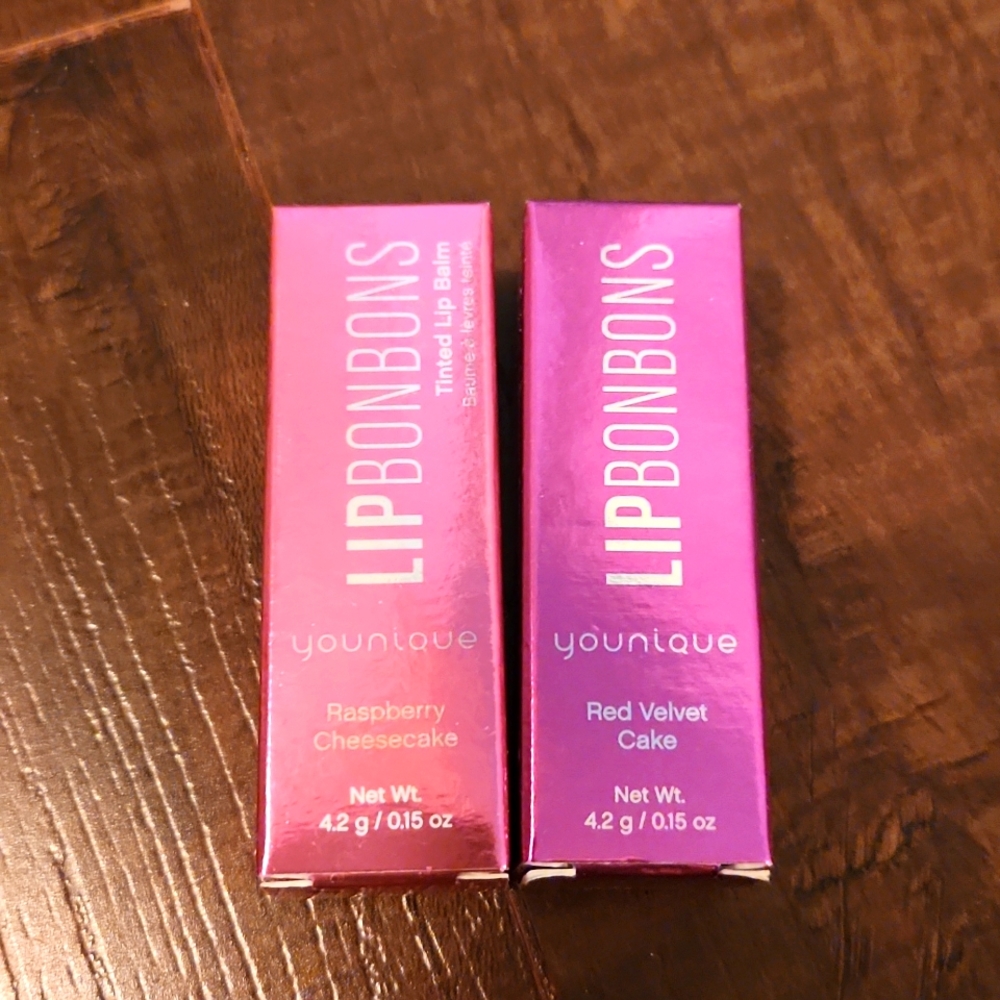 LIPBONBONS
Tinted Lip Balm
Baume à lèvres teinté
younique
Raspberry
Cheesecake
Net Wt.
4.2 g / 0.15 oz
LIPBONBONS
younique
Red Velvet
Cake
Net Wt.
4.2 g / 0.15 oz